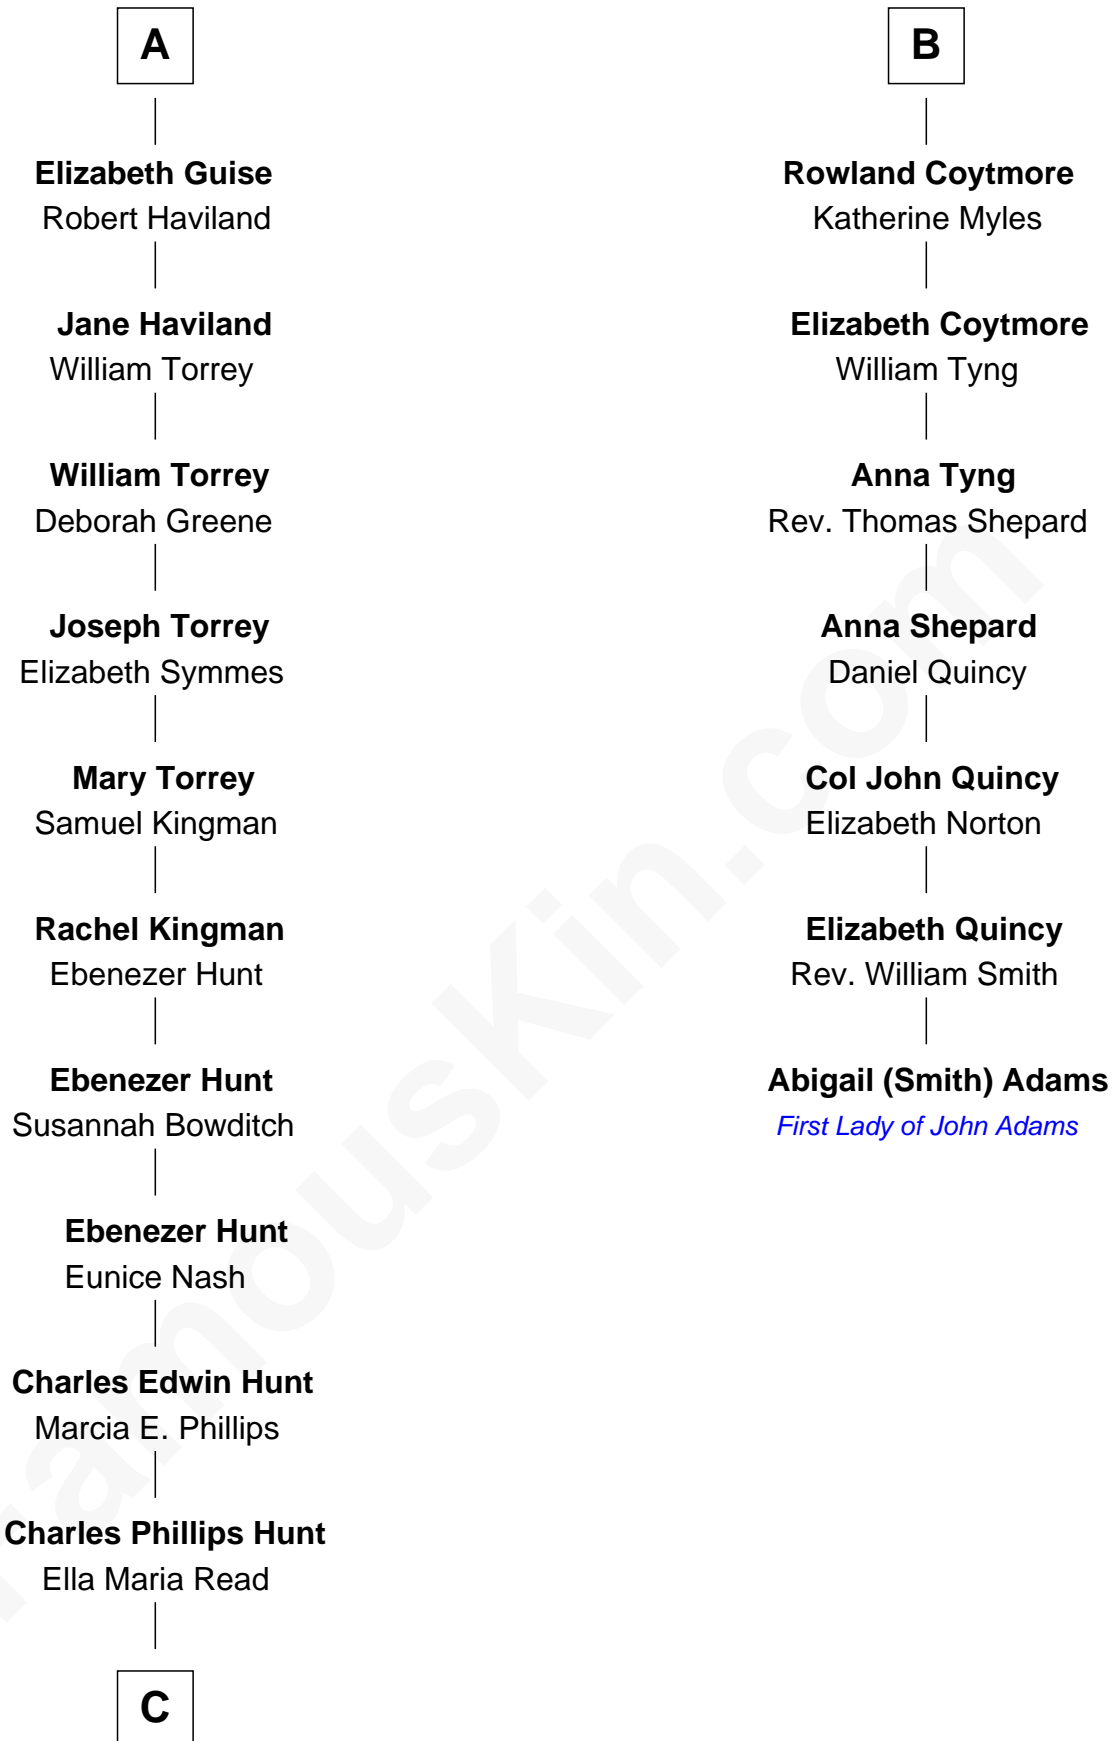 A
Elizabeth Guise
Robert Haviland
Jane Haviland
William Torrey
William Torrey
Deborah Greene
Joseph Torrey
Elizabeth Symmes
Mary Torrey
Samuel Kingman
Rachel Kingman
Ebenezer Hunt
Ebenezer Hunt
Susannah Bowditch
Ebenezer Hunt
Eunice Nash
Charles Edwin Hunt
Marcia E. Phillips
Charles Phillips Hunt
Ella Maria Read
C
B
Rowland Coytmore
Katherine Myles
Elizabeth Coytmore
William Tyng
Anna Tyng
Rev. Thomas Shepard
Anna Shepard
Daniel Quincy
Col John Quincy
Elizabeth Norton
Elizabeth Quincy
Rev. William Smith
Abigail (Smith) Adams
First Lady of John Adams
FamousKin.com